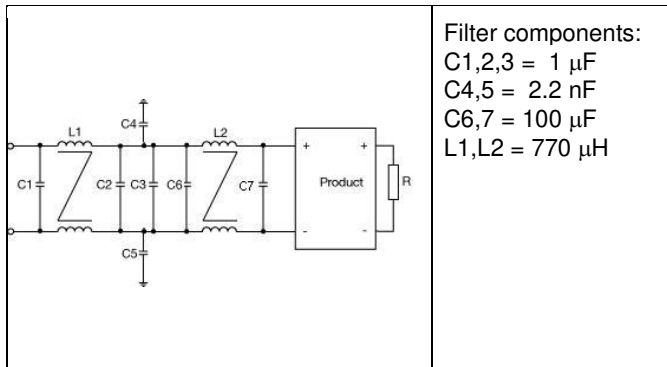 Filter components:
C1,2,3 = 1 μF
C4,5 = 2.2 nF
C6,7 = 100 μF
L1,L2 = 770 μH
C4
L1
L2
+
+
C1
C2
C3
C6
C7
Product
R
-
-
C5